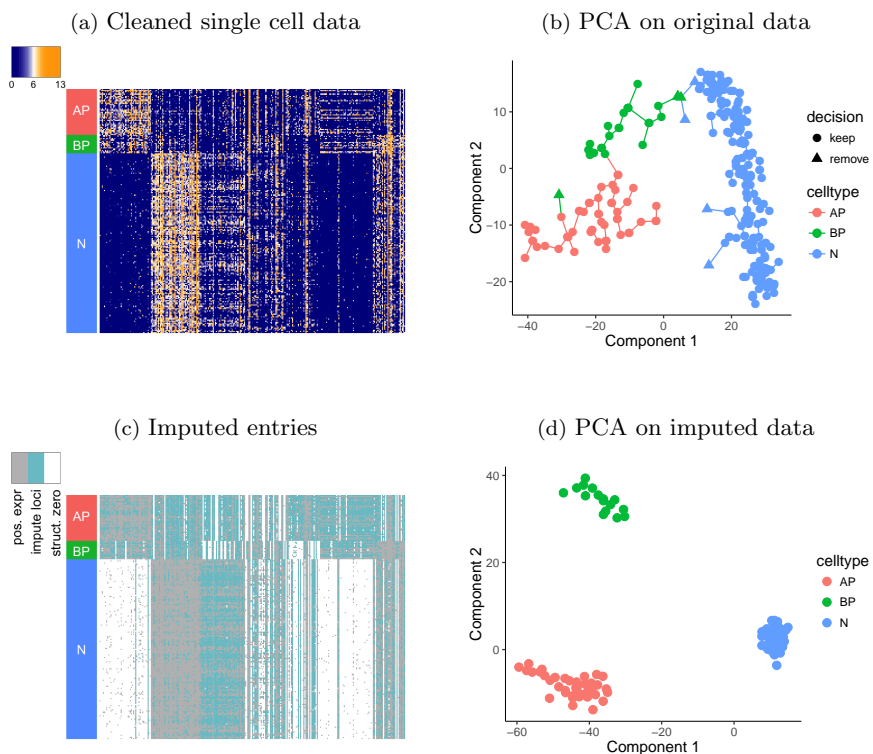 (a) Cleaned single cell data
0 6 13
AP
BP
N
(b) PCA on original data
10
0
−10
−20
Component 2
−40 −20 0 20
Component 1
decision
keep
remove
celltype
AP
BP
N
(c) Imputed entries
pos. expr
impute loci
struct. zero
AP
BP
N
(d) PCA on imputed data
40
20
0
Component 2
−60 −40 −20 0
Component 1
celltype
AP
BP
N